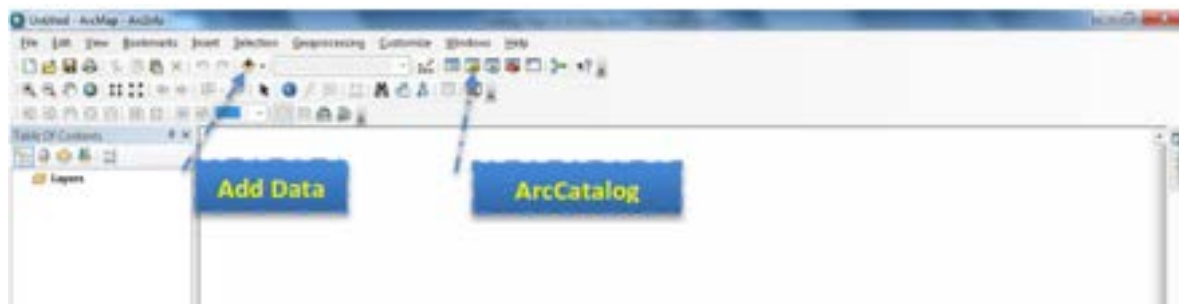 Untitled - ArcMap - ArcInfo
File Edit View Bookmarks Insert Selection Geoprocessing Customize Windows Help
Table Of Contents
Layers
Add Data
ArcCatalog